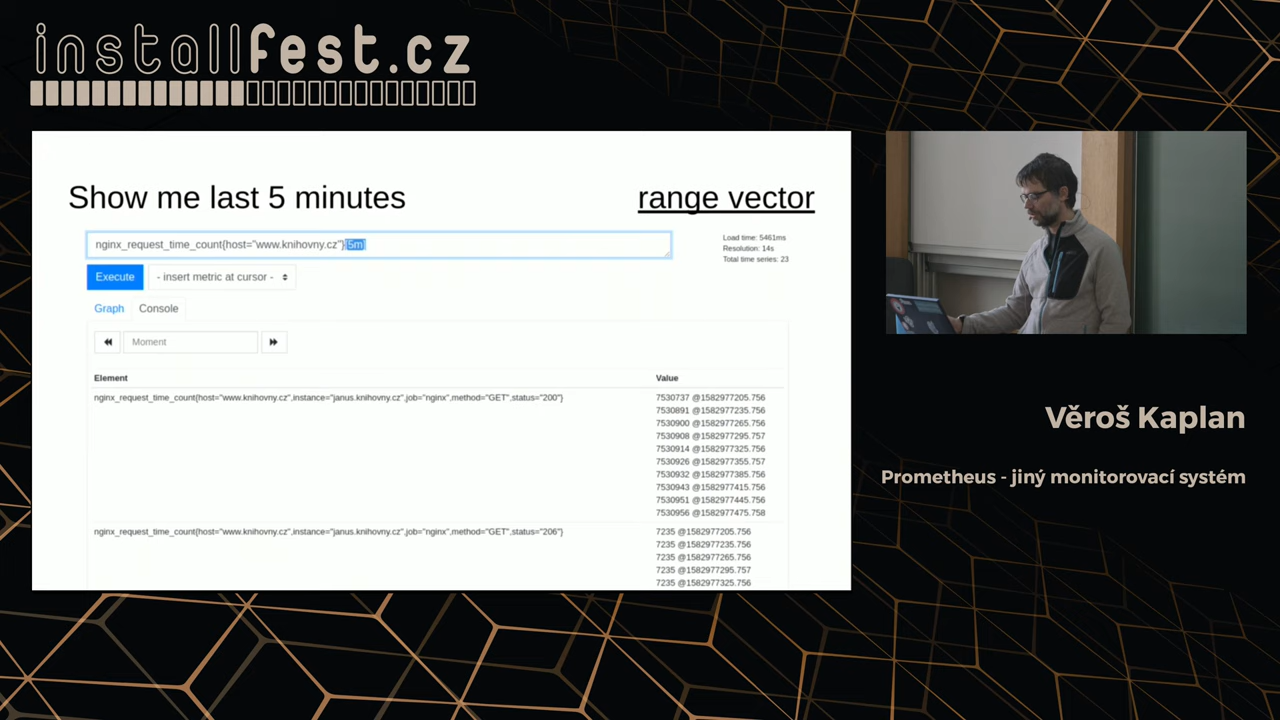 installfest.cz
Show me last 5 minutes
range vector
nginx_request_time_count{host="www.knihovny.cz"}[5m]
Load time: 5461ms
Resolution: 14s
Total time series: 23
Execute
- insert metric at cursor -
Graph
Console
Moment
Element
Value
nginx_request_time_count{host="www.knihovny.cz",instance="janus.knihovny.cz",job="nginx",method="GET",status="200"}
7530737 @1582977205.756
7530891 @1582977235.756
7530900 @1582977265.756
7530908 @1582977295.757
7530914 @1582977325.756
7530926 @1582977355.757
7530932 @1582977385.756
7530943 @1582977415.756
7530951 @1582977445.756
7530956 @1582977475.758
nginx_request_time_count{host="www.knihovny.cz",instance="janus.knihovny.cz",job="nginx",method="GET",status="206"}
7235 @1582977205.756
7235 @1582977235.756
7235 @1582977265.756
7235 @1582977295.757
7235 @1582977325.756
Věroš Kaplan
Prometheus - jiný monitorovací systém